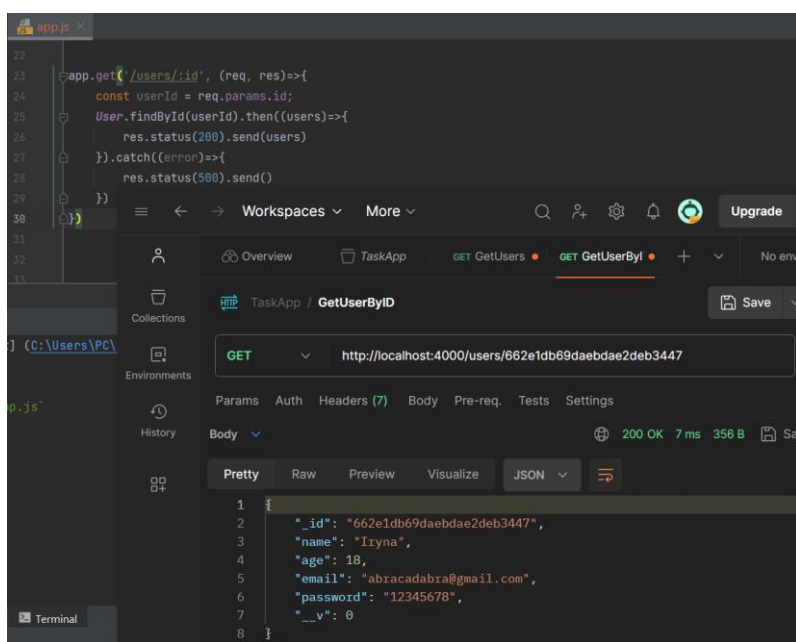 app.js
22
23 app.get('/users/:id', (req, res)=>{
24 const userId = req.params.id;
25 User.findById(userId).then((users)=>{
26 res.status(200).send(users)
27 }).catch((error)=>{
28 res.status(500).send()
29 })
30 })
31
32
33
Workspaces More Upgrade
Overview TaskApp GET GetUsers GET GetUserByI No env
HTTP TaskApp / GetUserByID Save
Collections
Environments
History
:] (C:\Users\PC\
p.js`
GET http://localhost:4000/users/662e1db69daebdae2deb3447
Params Auth Headers (7) Body Pre-req. Tests Settings
Body 200 OK 7 ms 356 B Sa
Pretty Raw Preview Visualize JSON
1 {
2 "_id": "662e1db69daebdae2deb3447",
3 "name": "Iryna",
4 "age": 18,
5 "email": "abracadabra@gmail.com",
6 "password": "12345678",
7 "__v": 0
8 }
Terminal